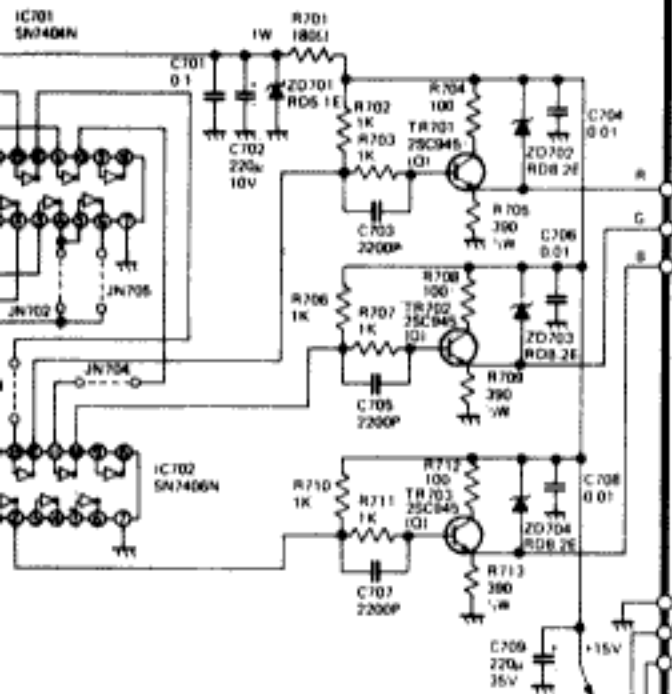 IC701
SN7404N
R701
180Ω
1W
C701
0.1
C702
220µ
10V
ZD701
RD5.1E
R702
1K
R703
1K
C703
2200P
R704
100
TR701
2SC945
(Q)
R705
390
½W
ZD702
RD8.2E
C704
0.01
R
G
B
JN705
JN702
JN704
R706
1K
R707
1K
C705
2200P
R708
100
TR702
2SC945
(Q)
R709
390
½W
C706
0.01
ZD703
RD8.2E
IC702
SN7406N
R710
1K
R711
1K
C707
2200P
R712
100
TR703
2SC945
(Q)
R713
390
½W
ZD704
RD8.2E
C708
0.01
C709
220µ
35V
+15V